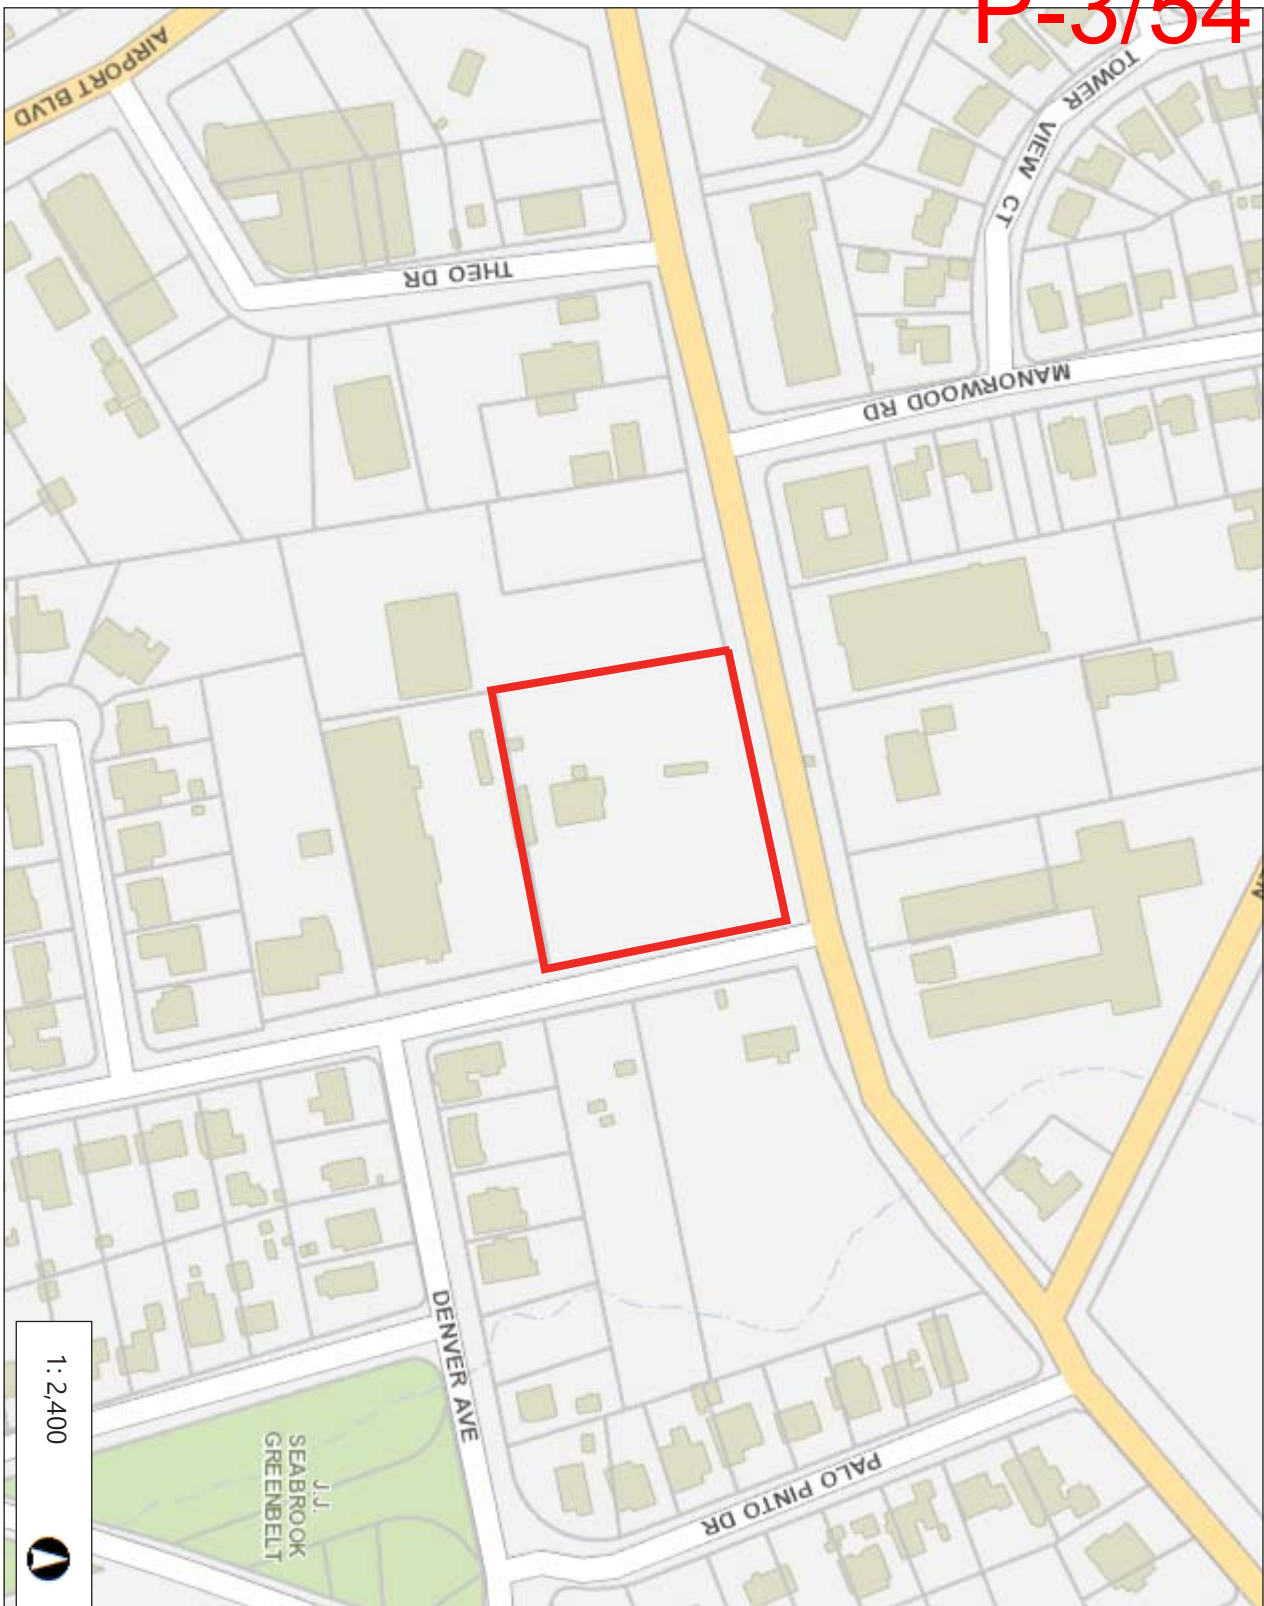 P-3/54
AIRPORT BLVD
TOWER VIEW CT
THEO DR
MANORWOOD RD
DENVER AVE
PALO PINTO DR
J.J.
SEABROOK
GREENBELT
1: 2,400